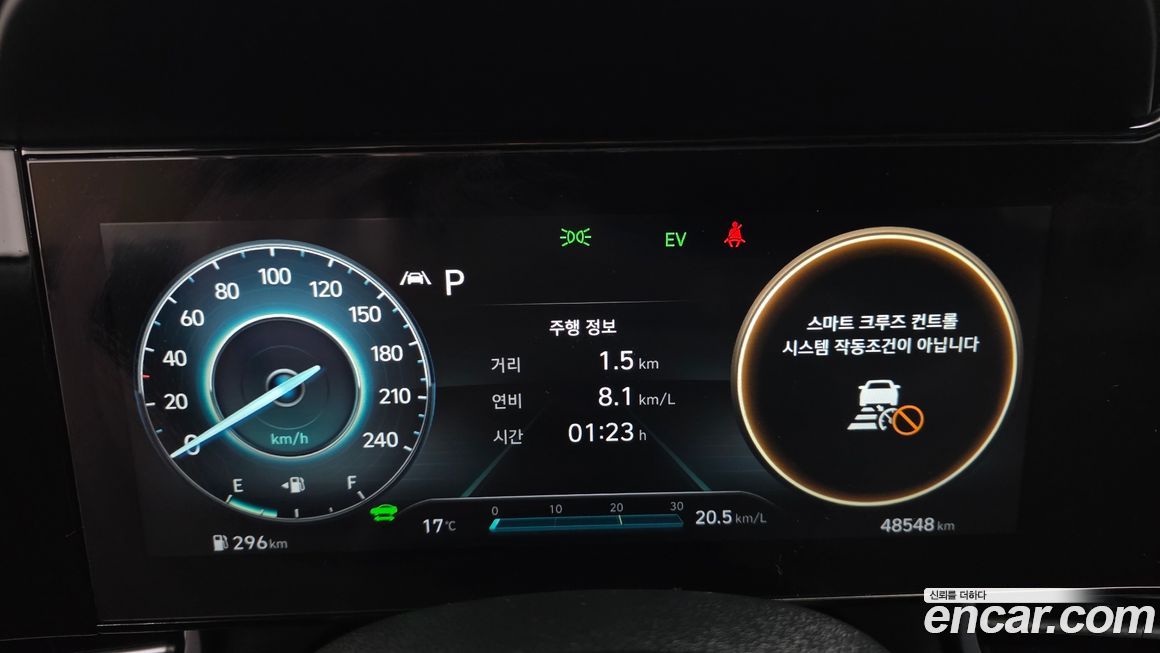 EV
0
20
40
60
80
100
120
150
180
210
240
km/h
E
F
296km
P
주행 정보
거리 1.5 km
연비 8.1 km/L
시간 01:23 h
17℃
0 10 20 30
20.5 km/L
스마트 크루즈 컨트롤
시스템 작동조건이 아닙니다
48548 km
신뢰를 더하다
encar.com